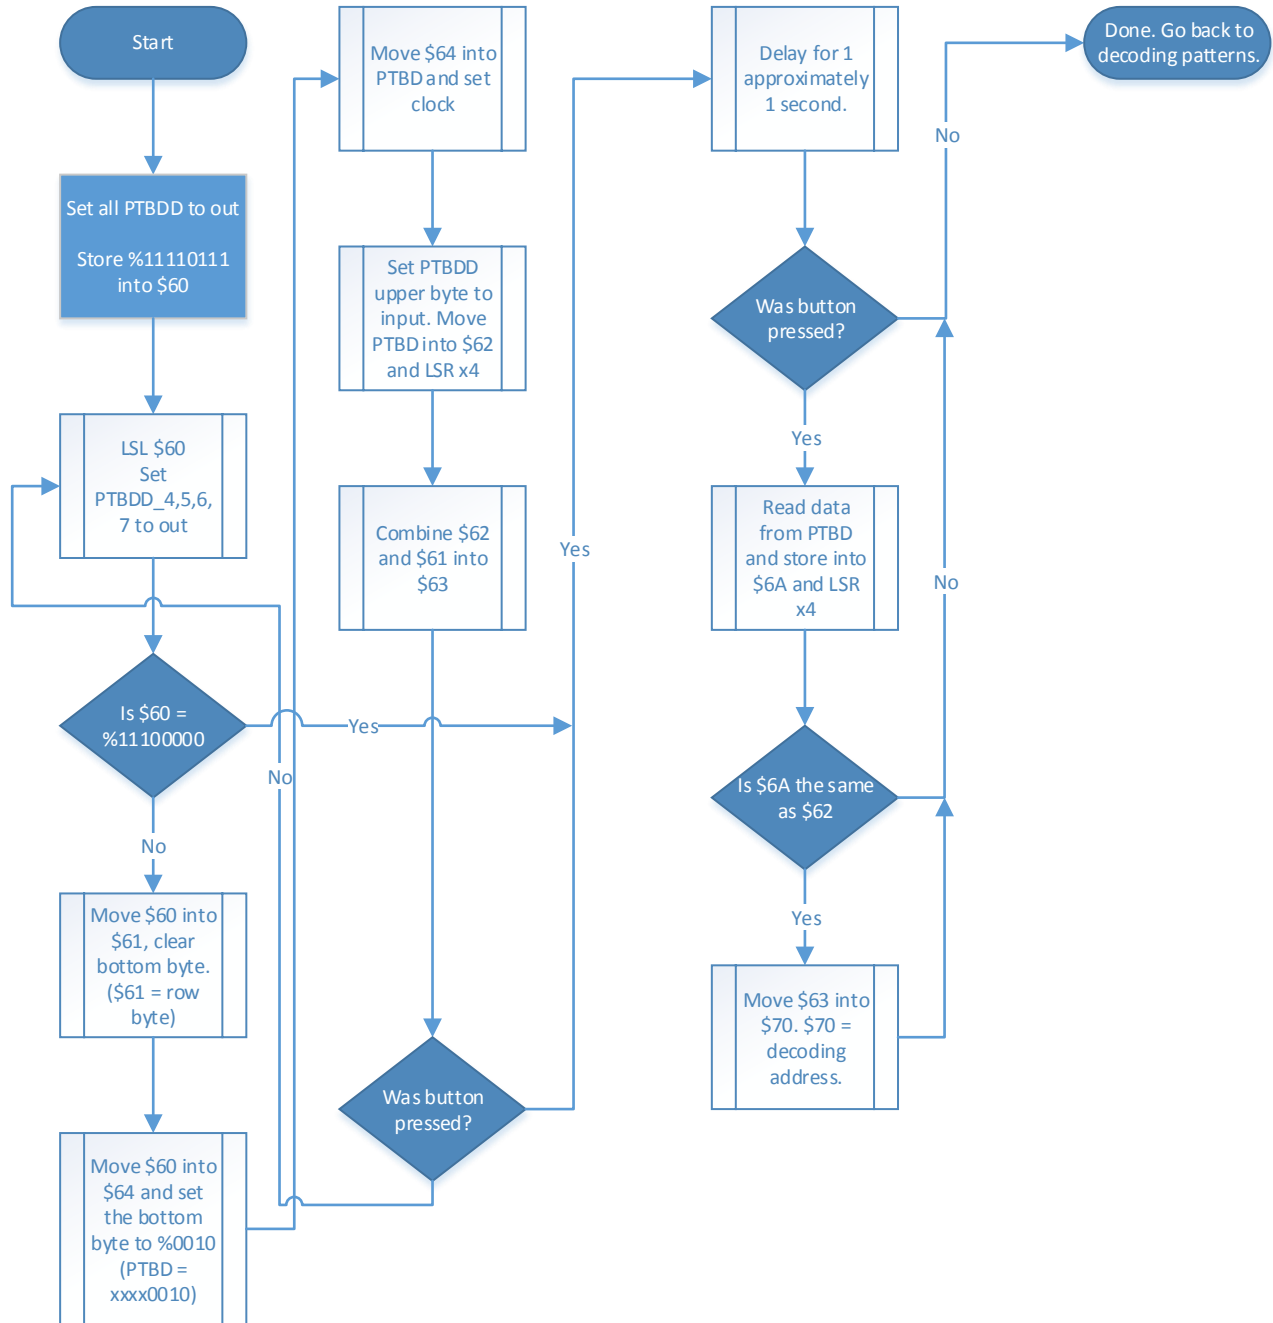 Start
Set all PTBDD to out
Store %11110111
into $60
LSL $60
Set
PTBDD_4,5,6,
7 to out
Is $60 =
%11100000
Yes
No
No
Move $60 into
$61, clear
bottom byte.
($61 = row
byte)
Move $60 into
$64 and set
the bottom
byte to %0010
(PTBD =
xxxx0010)
Move $64 into
PTBD and set
clock
Set PTBDD
upper byte to
input. Move
PTBD into $62
and LSR x4
Combine $62
and $61 into
$63
Was button
pressed?
Yes
Delay for 1
approximately
1 second.
Was button
pressed?
No
Yes
Read data
from PTBD
and store into
$6A and LSR
x4
Is $6A the same
as $62
No
Yes
Move $63 into
$70. $70 =
decoding
address.
Done. Go back to
decoding patterns.